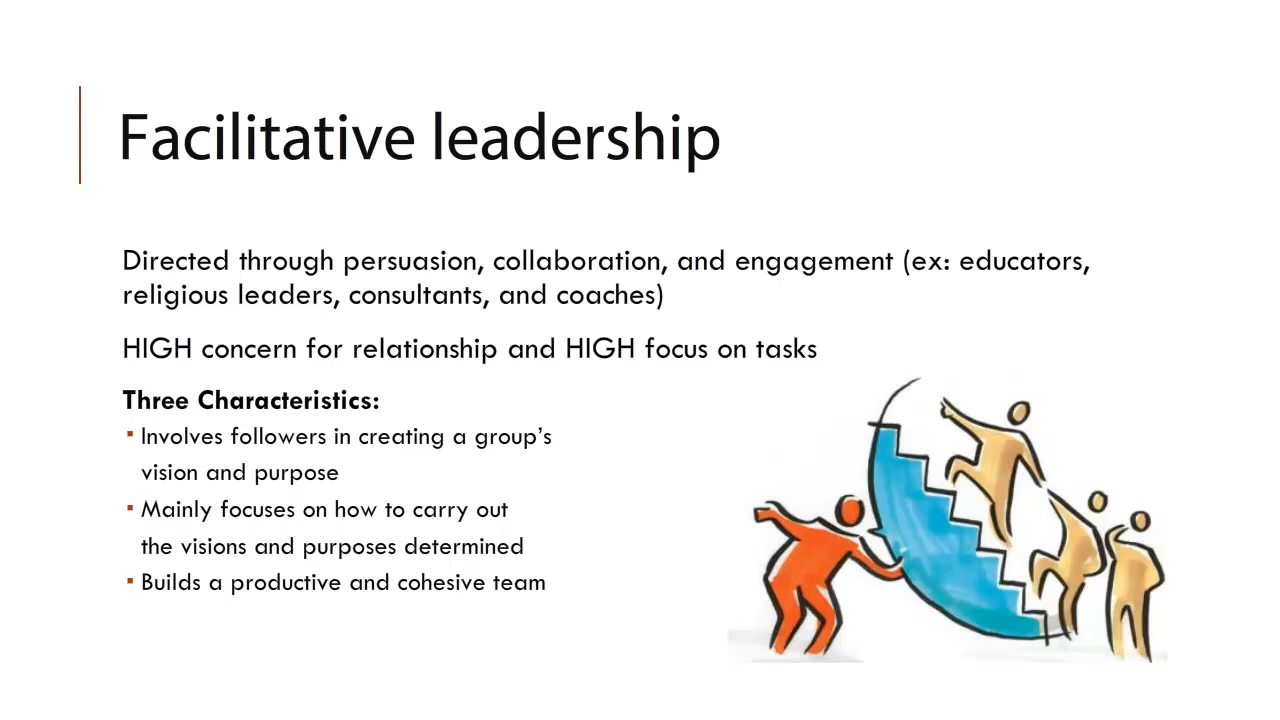 Facilitative leadership
Directed through persuasion, collaboration, and engagement (ex: educators,
religious leaders, consultants, and coaches)
HIGH concern for relationship and HIGH focus on tasks
Three Characteristics:
▪ Involves followers in creating a group’s
vision and purpose
▪ Mainly focuses on how to carry out
the visions and purposes determined
▪ Builds a productive and cohesive team